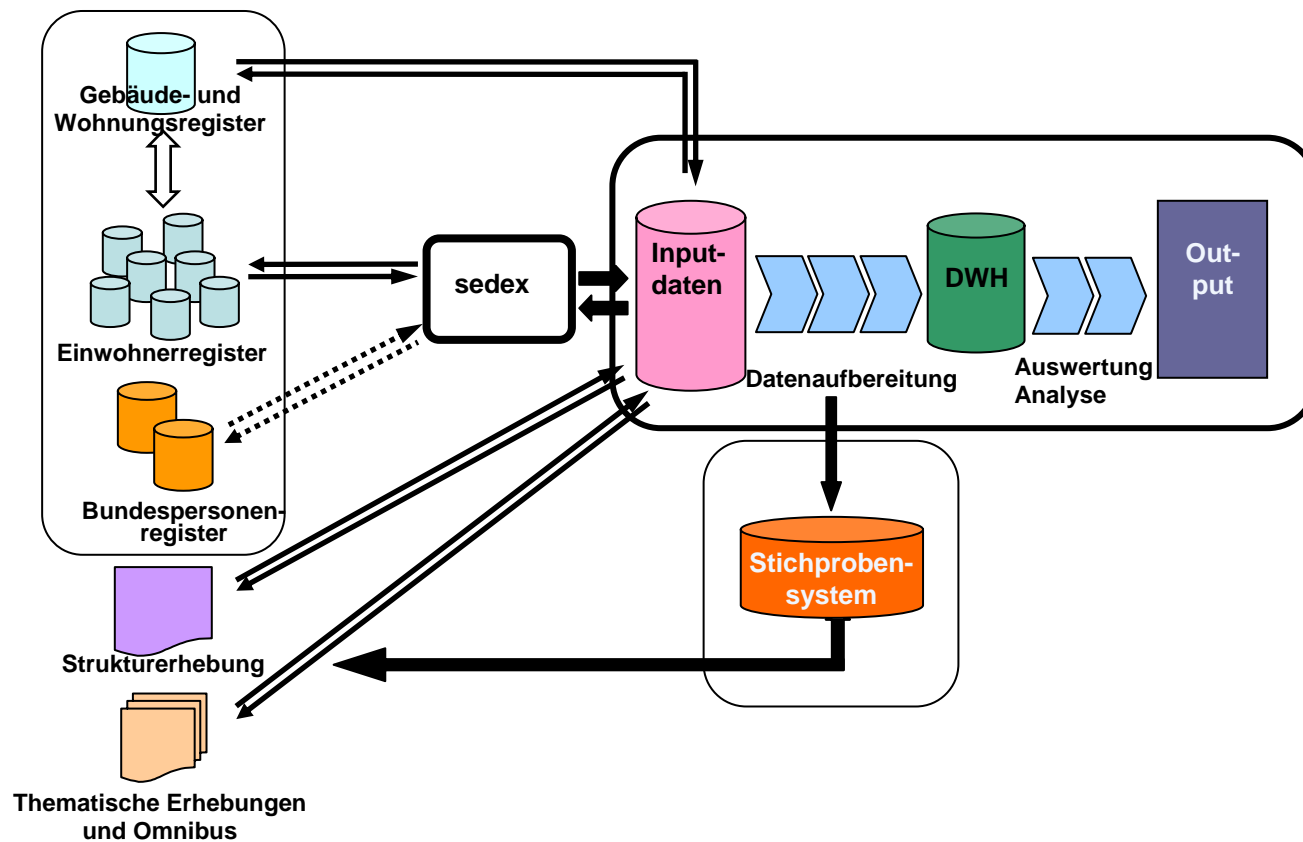 Gebäude- und
Wohnungsregister
Einwohnerregister
Bundespersonen-
register
Strukturerhebung
Thematische Erhebungen
und Omnibus
sedex
Input-
daten
Datenaufbereitung
DWH
Auswertung
Analyse
Out-
put
Stichproben-
system